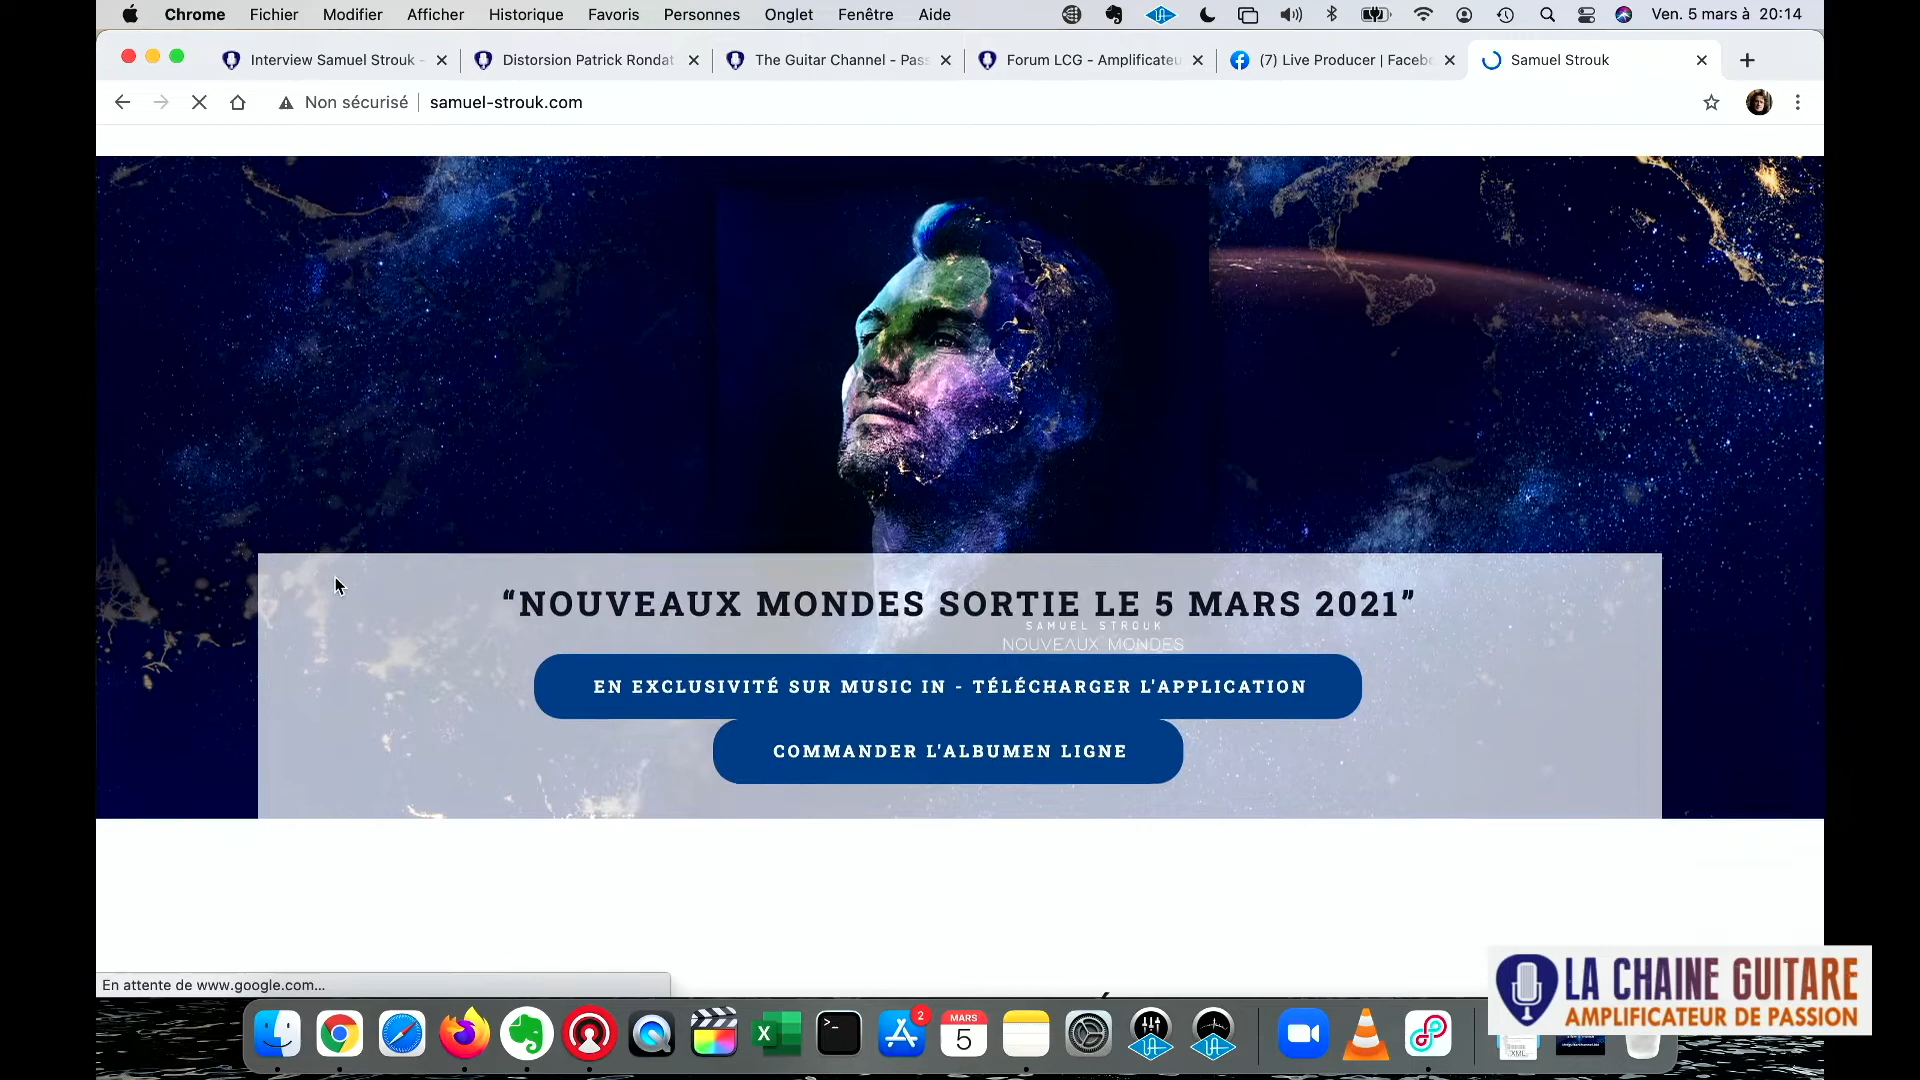 Chrome Fichier Modifier Afficher Historique Favoris Personnes Onglet Fenêtre Aide Ven. 5 mars à 20:14
Interview Samuel Strouk - Distorsion Patrick Rondat The Guitar Channel - Pass Forum LCG - Amplificateu (7) Live Producer | Faceb Samuel Strouk
Non sécurisé samuel-strouk.com
“NOUVEAUX MONDES SORTIE LE 5 MARS 2021”
SAMUEL STROUK
NOUVEAUX MONDES
EN EXCLUSIVITÉ SUR MUSIC IN - TÉLÉCHARGER L'APPLICATION
COMMANDER L'ALBUMEN LIGNE
En attente de www.google.com...
LA CHAINE GUITARE
AMPLIFICATEUR DE PASSION
2
MARS
5
XML